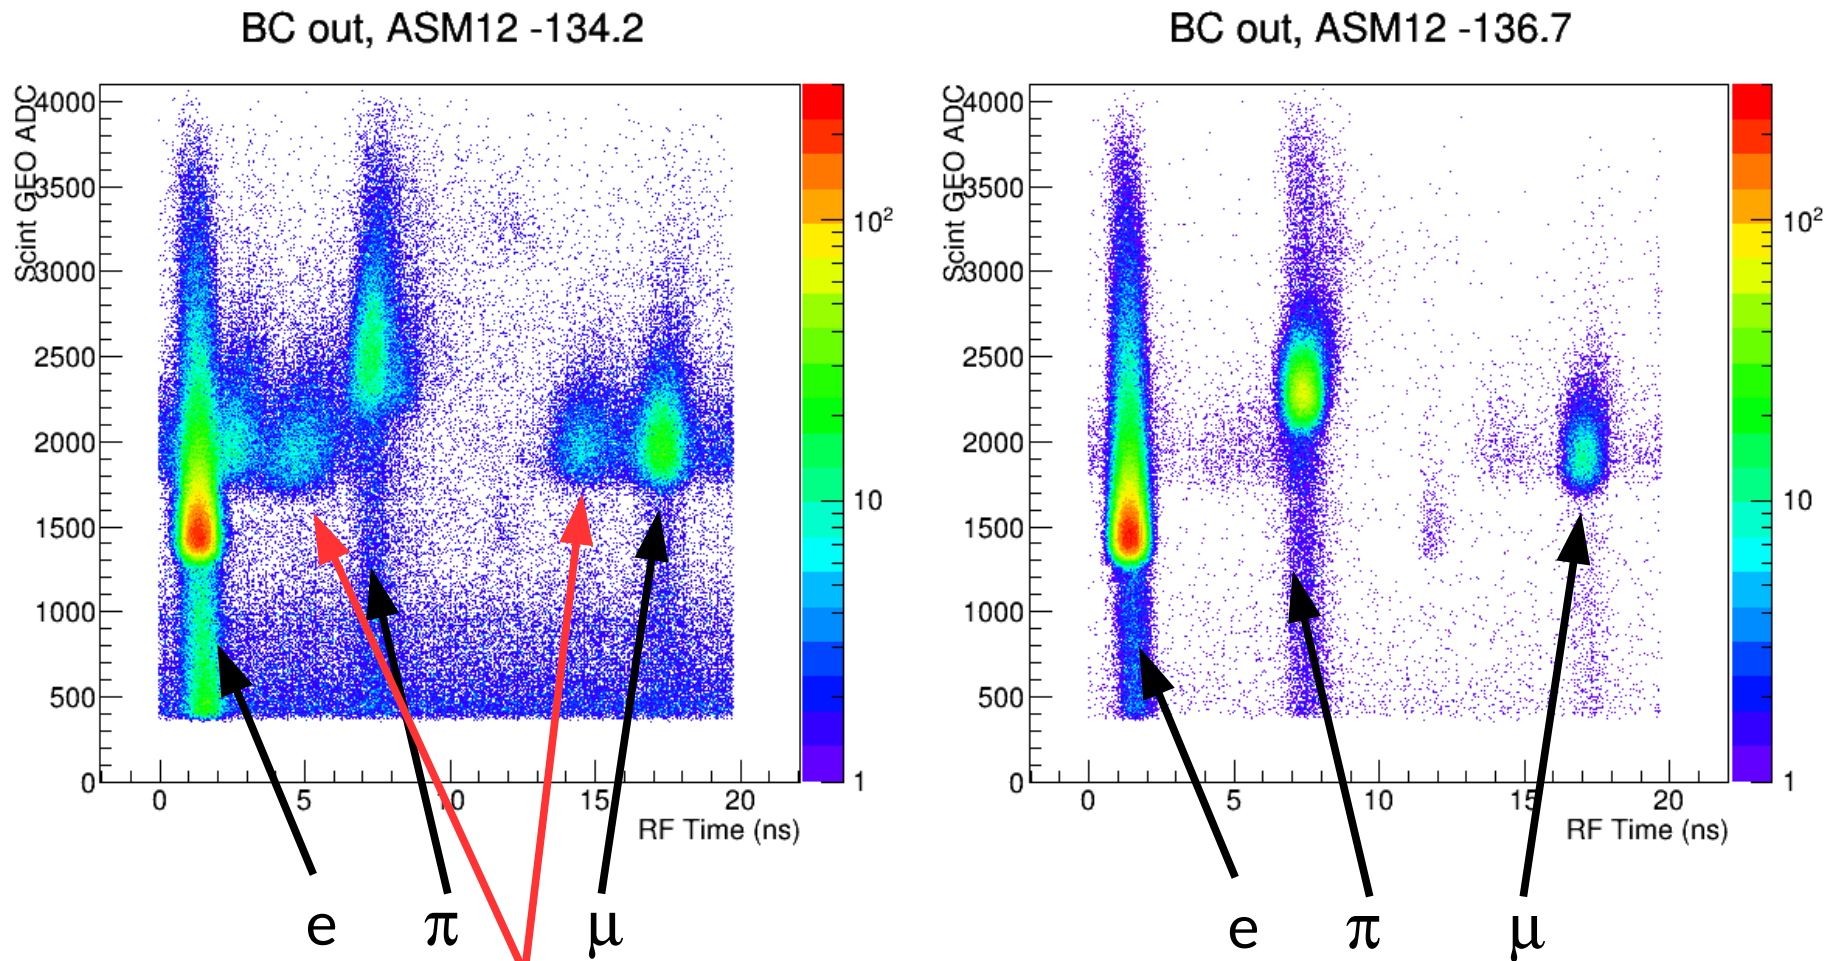 BC out, ASM12 -134.2
Scint GEO ADC
4000
3500
3000
2500
2000
1500
1000
500
0
0 5 10 15 20
RF Time (ns)
10²
10
1
e π μ
BC out, ASM12 -136.7
Scint GEO ADC
4000
3500
3000
2500
2000
1500
1000
500
0
0 5 10 15 20
RF Time (ns)
10²
10
1
e π μ